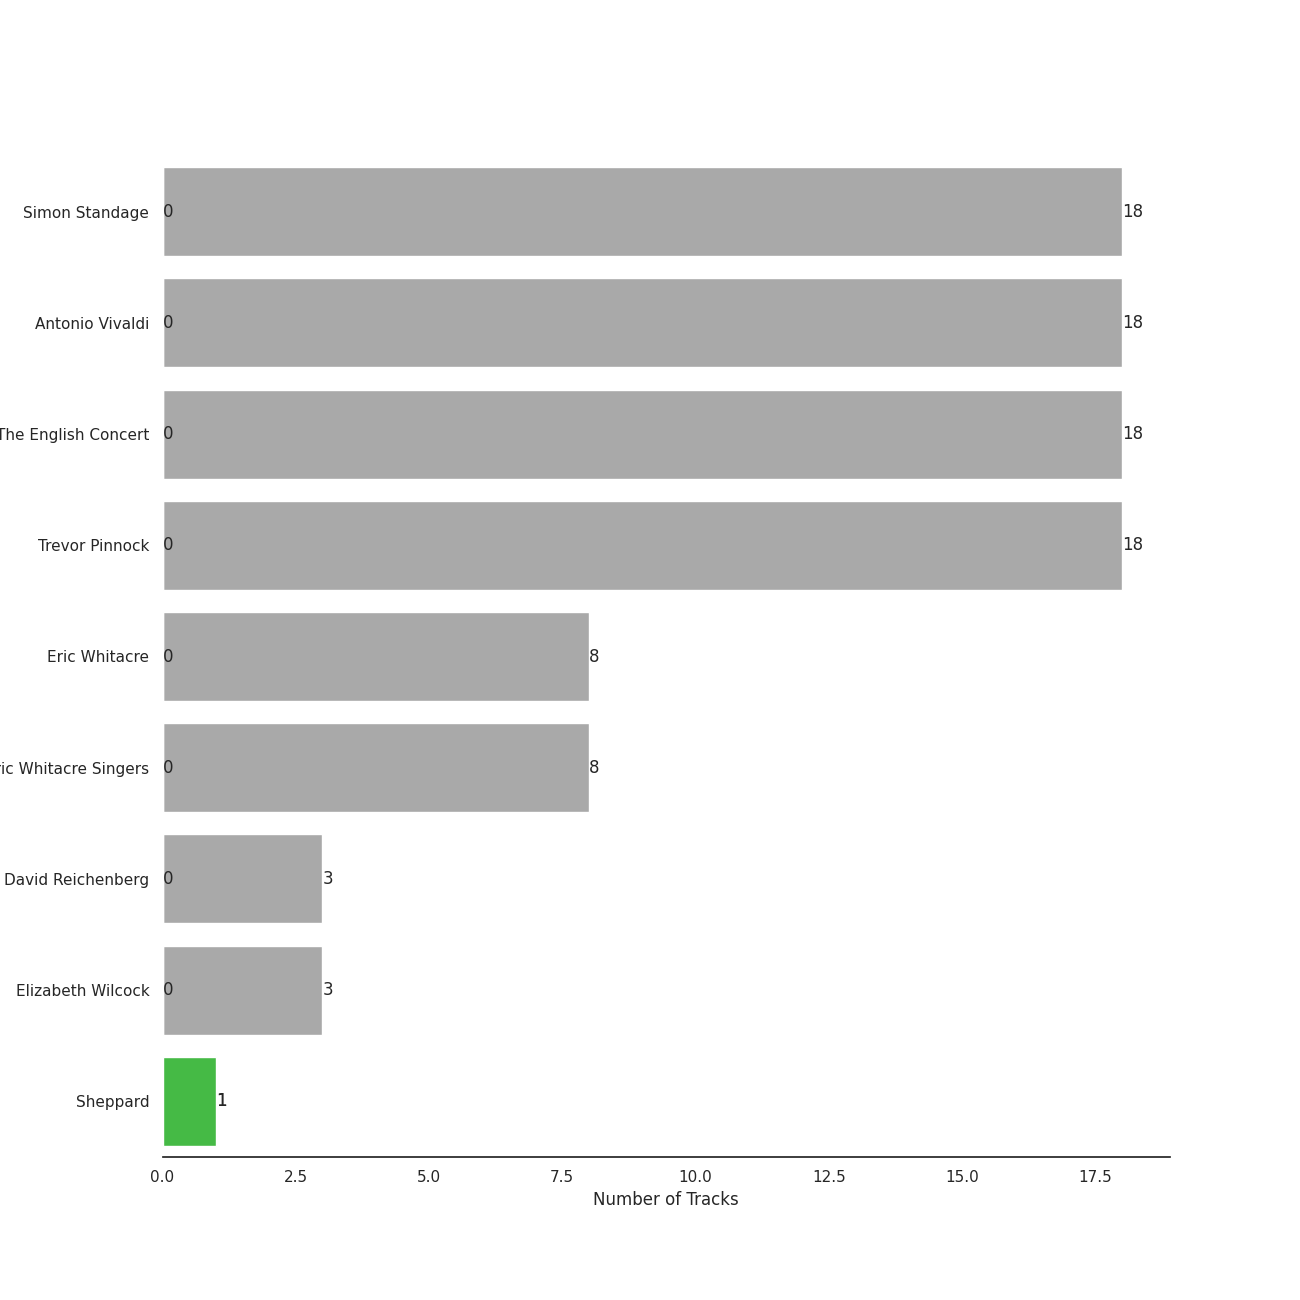 Simon Standage 0 18
Antonio Vivaldi 0 18
The English Concert 0 18
Trevor Pinnock 0 18
Eric Whitacre 0 8
ic Whitacre Singers 0 8
David Reichenberg 0 3
Elizabeth Wilcock 0 3
Sheppard 1
0.0 2.5 5.0 7.5 10.0 12.5 15.0 17.5
Number of Tracks